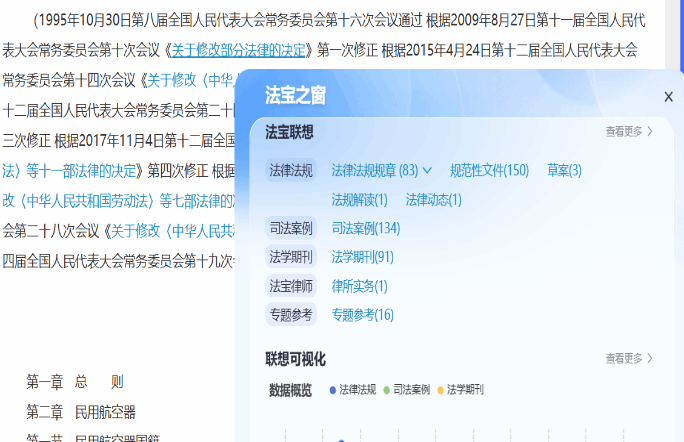 （1995年10月30日第八届全国人民代表大会常务委员会第十六次会议通过 根据2009年8月27日第十一届全国人民代
表大会常务委员会第十次会议《关于修改部分法律的决定》第一次修正 根据2015年4月24日第十二届全国人民代表大会
常务委员会第十四次会议《关于修改〈中华人
十二届全国人民代表大会常务委员会第二十
三次修正 根据2017年11月4日第十二届全国
法〉等十一部法律的决定》第四次修正 根据
改〈中华人民共和国劳动法〉等七部法律的
会第二十八次会议《关于修改〈中华人民共和
四届全国人民代表大会常务委员会第十九次
第一章 总 则
第二章 民用航空器
第一节 民用航空器国籍
法宝之窗
X
法宝联想
查看更多 >
法律法规 法律法规规章 (83) 规范性文件(150) 草案(3)
法规解读(1) 法律动态(1)
司法案例 司法案例(134)
法学期刊 法学期刊(91)
法宝律师 律所实务(1)
专题参考 专题参考(16)
联想可视化
查看更多 >
数据概览 法律法规 司法案例 法学期刊